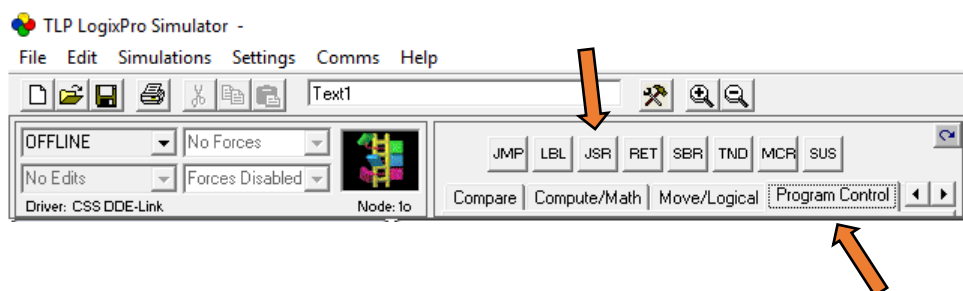 TLP LogixPro Simulator -
File Edit Simulations Settings Comms Help
Text1
OFFLINE No Forces
JMP LBL JSR RET SBR TND MCR SUS
No Edits Forces Disabled
Compare Compute/Math Move/Logical Program Control
Driver: CSS DDE-Link Node: 1o